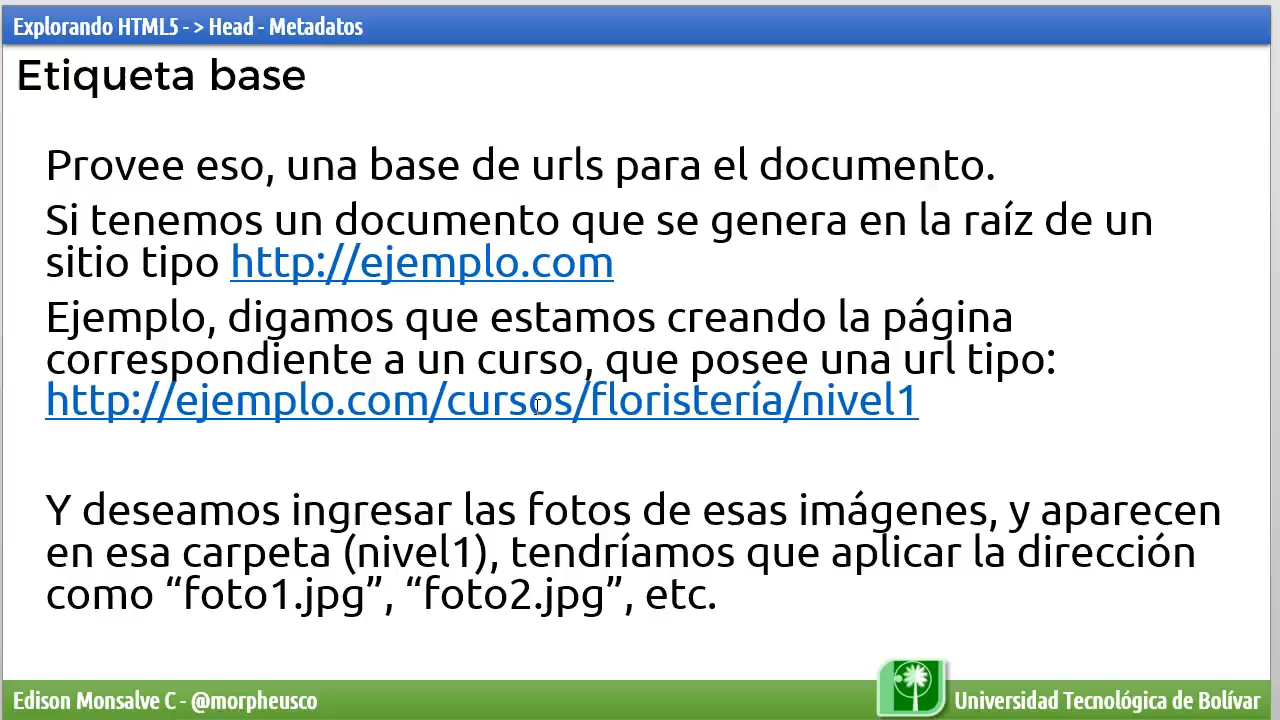 Explorando HTML5 - > Head - Metadatos
Etiqueta base
Provee eso, una base de urls para el documento.
Si tenemos un documento que se genera en la raíz de un
sitio tipo http://ejemplo.com
Ejemplo, digamos que estamos creando la página
correspondiente a un curso, que posee una url tipo:
http://ejemplo.com/cursos/floristería/nivel1
Y deseamos ingresar las fotos de esas imágenes, y aparecen
en esa carpeta (nivel1), tendríamos que aplicar la dirección
como “foto1.jpg”, “foto2.jpg”, etc.
Edison Monsalve C - @morpheusco
Universidad Tecnológica de Bolívar